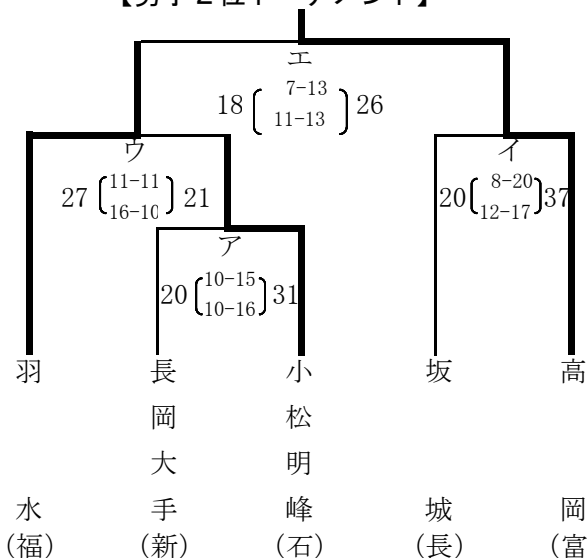 【男子2位トーナメント】
エ
18 7-13 26
11-13
ウ
イ
27 11-11 21
16-10
20 8-20 37
12-17
ア
20 10-15 31
10-16
羽水(福)
長岡大手(新)
小松明峰(石)
坂城(長)
高岡(富